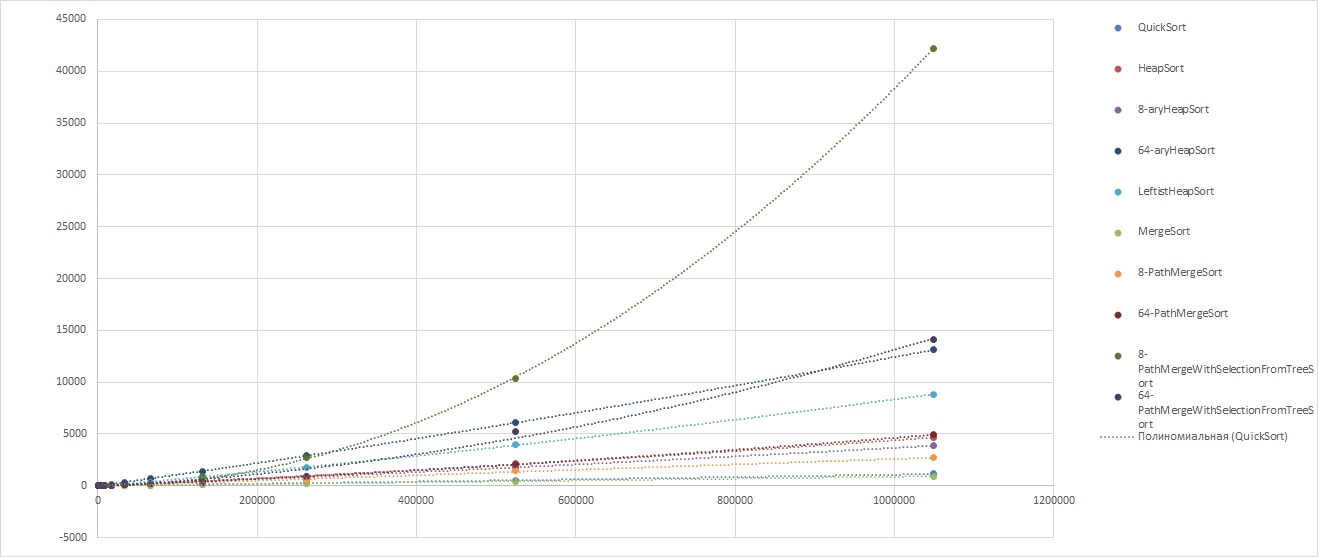 45000
40000
35000
30000
25000
20000
15000
10000
5000
0
-5000
0
200000
400000
600000
800000
1000000
1200000
QuickSort
HeapSort
8-aryHeapSort
64-aryHeapSort
LeftistHeapSort
MergeSort
8-PathMergeSort
64-PathMergeSort
8-
PathMergeWithSelectionFromTreeS
ort
64-
PathMergeWithSelectionFromTreeS
ort
Полиномиальная (QuickSort)